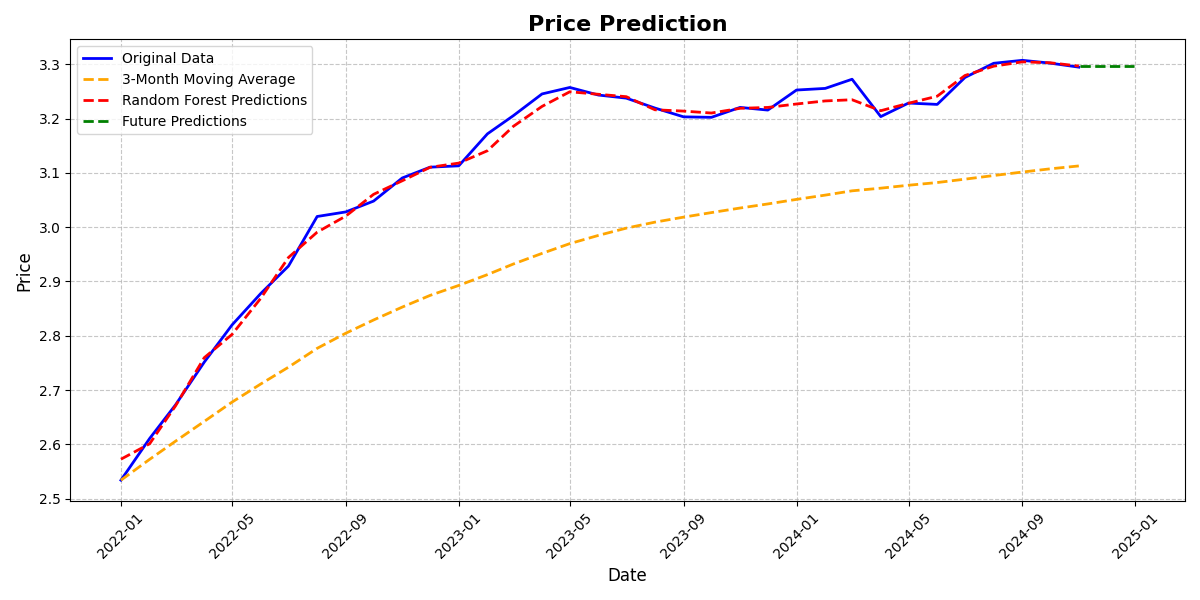 Price Prediction
Original Data
3-Month Moving Average
Random Forest Predictions
Future Predictions
Price
3.3
3.2
3.1
3.0
2.9
2.8
2.7
2.6
2.5
2022-01
2022-05
2022-09
2023-01
2023-05
2023-09
2024-01
2024-05
2024-09
2025-01
Date